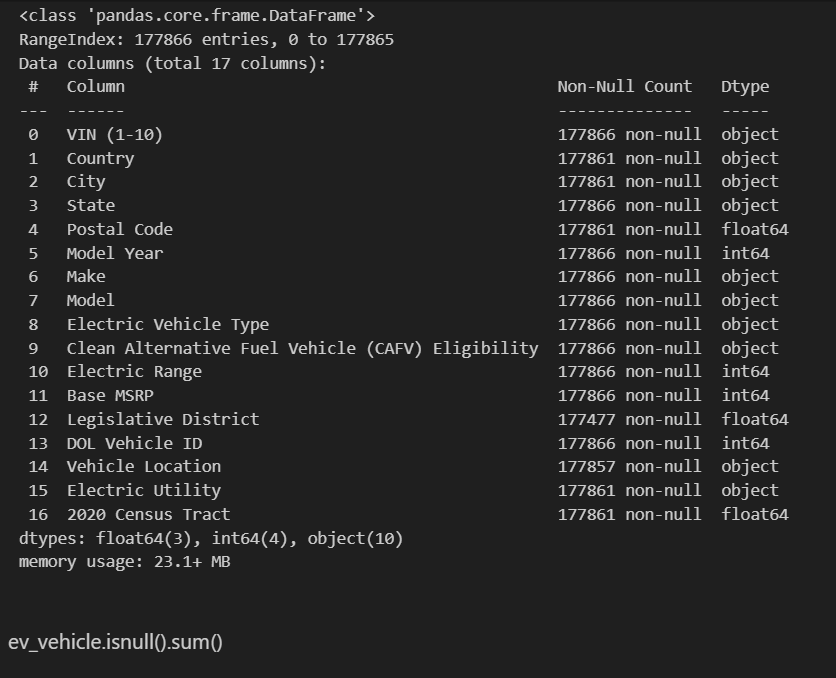 <class 'pandas.core.frame.DataFrame'>
RangeIndex: 177866 entries, 0 to 177865
Data columns (total 17 columns):
 #   Column                                             Non-Null Count   Dtype
---  ------                                             --------------   -----
 0   VIN (1-10)                                         177866 non-null  object
 1   Country                                            177861 non-null  object
 2   City                                               177861 non-null  object
 3   State                                              177866 non-null  object
 4   Postal Code                                        177861 non-null  float64
 5   Model Year                                         177866 non-null  int64
 6   Make                                               177866 non-null  object
 7   Model                                              177866 non-null  object
 8   Electric Vehicle Type                              177866 non-null  object
 9   Clean Alternative Fuel Vehicle (CAFV) Eligibility  177866 non-null  object
 10  Electric Range                                     177866 non-null  int64
 11  Base MSRP                                          177866 non-null  int64
 12  Legislative District                               177477 non-null  float64
 13  DOL Vehicle ID                                     177866 non-null  int64
 14  Vehicle Location                                   177857 non-null  object
 15  Electric Utility                                   177861 non-null  object
 16  2020 Census Tract                                  177861 non-null  float64
dtypes: float64(3), int64(4), object(10)
memory usage: 23.1+ MB
ev_vehicle.isnull().sum()